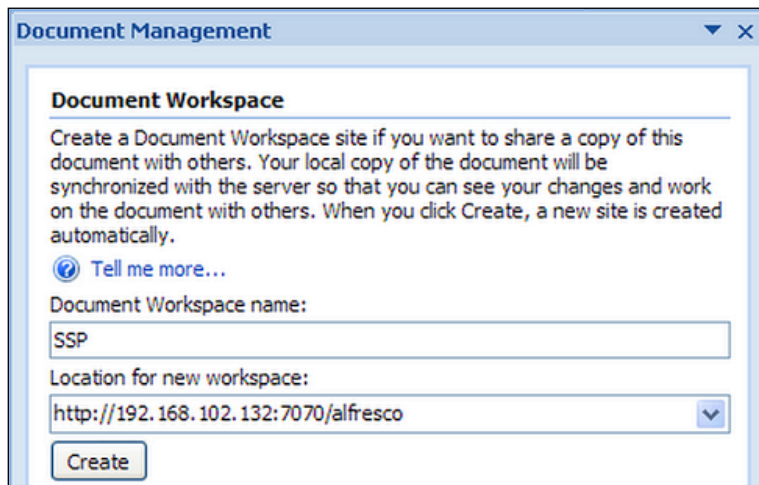 Document Management
Document Workspace
Create a Document Workspace site if you want to share a copy of this
document with others. Your local copy of the document will be
synchronized with the server so that you can see your changes and work
on the document with others. When you click Create, a new site is created
automatically.
Tell me more...
Document Workspace name:
SSP
Location for new workspace:
http://192.168.102.132:7070/alfresco
Create